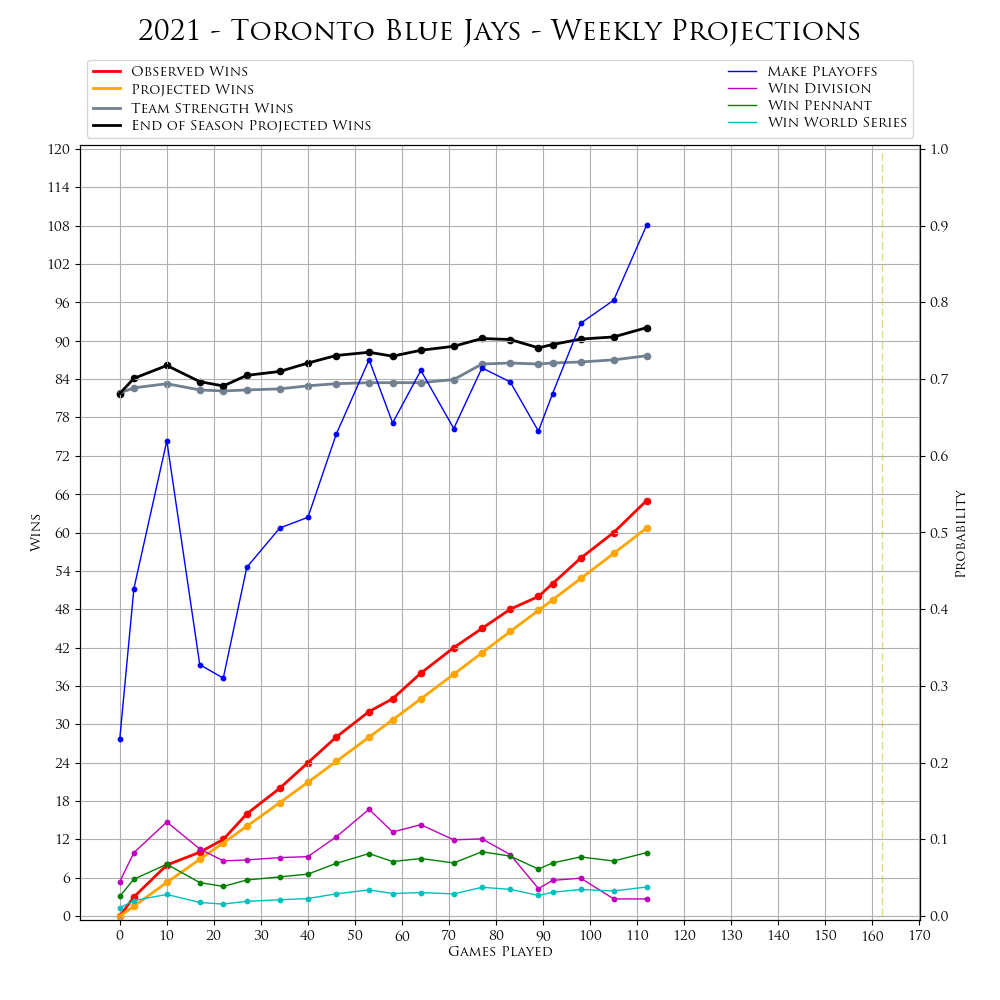 2021 - Toronto Blue Jays - Weekly Projections
Observed Wins
Projected Wins
Team Strength Wins
End of Season Projected Wins
Make Playoffs
Win Division
Win Pennant
Win World Series
120
114
108
102
96
90
84
78
72
66
60
54
48
42
36
30
24
18
12
6
0
Wins
1.0
0.9
0.8
0.7
0.6
0.5
0.4
0.3
0.2
0.1
0.0
Probability
0 10 20 30 40 50 60 70 80 90 100 110 120 130 140 150 160 170
Games Played